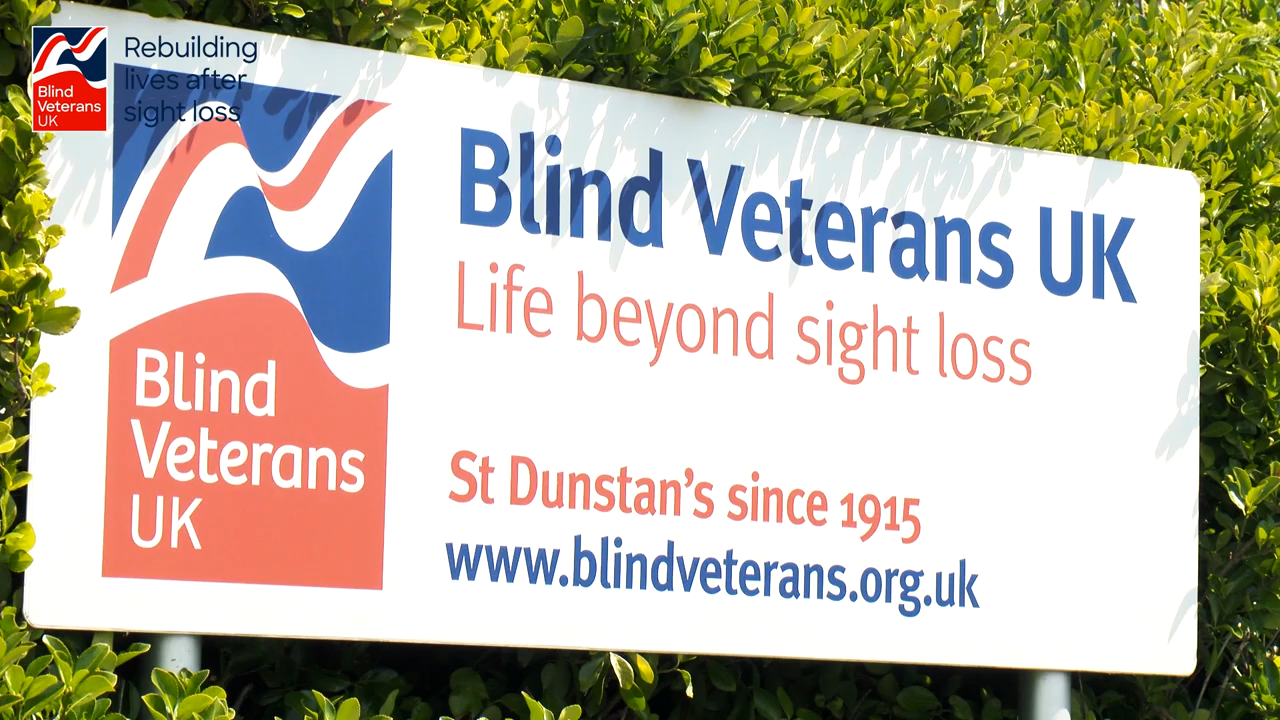 Blind
Veterans
UK
Rebuilding
lives after
sight loss
Blind
Veterans
UK
Blind Veterans UK
Life beyond sight loss
St Dunstan's since 1915
www.blindveterans.org.uk